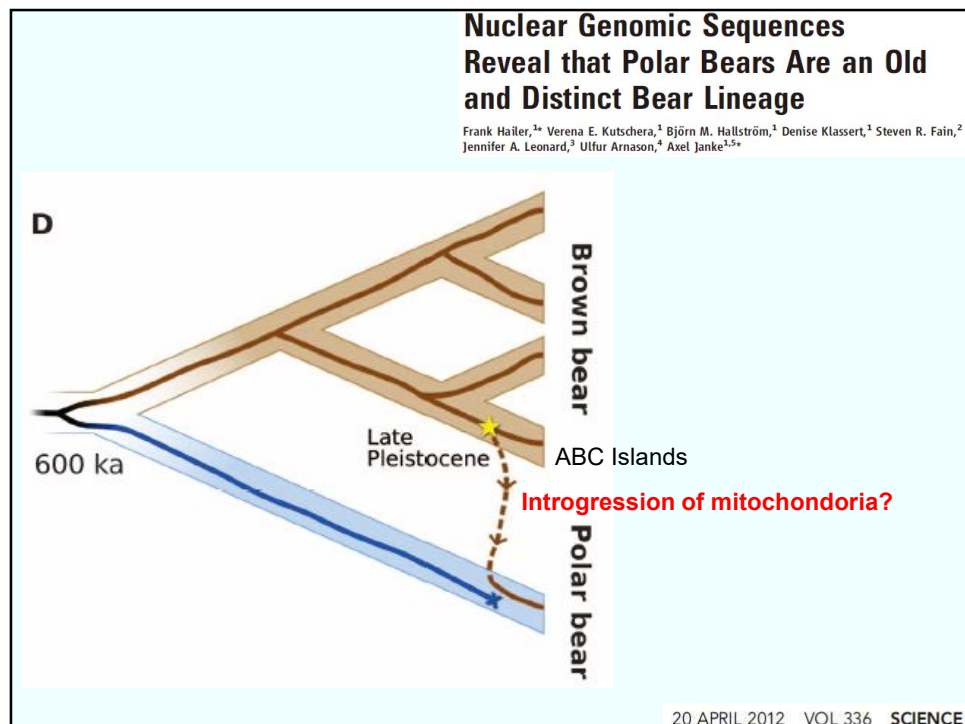 Nuclear Genomic Sequences
Reveal that Polar Bears Are an Old
and Distinct Bear Lineage
Frank Hailer,¹* Verena E. Kutschera,¹ Björn M. Hallström,¹ Denise Klassert,¹ Steven R. Fain,²
Jennifer A. Leonard,³ Ulfur Arnason,⁴ Axel Janke¹,⁵*
D
Brown bear
Late
Pleistocene
ABC Islands
600 ka
Introgression of mitochondoria?
Polar bear
20 APRIL 2012 VOL 336 SCIENCE